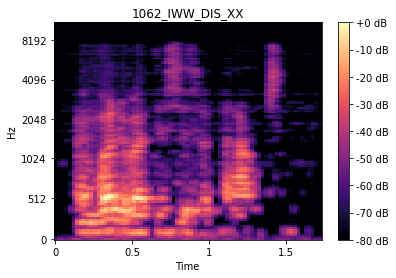 1062_IWW_DIS_XX
+0 dB
8192
-10 dB
4096
-20 dB
-30 dB
2048
Hz
-40 dB
1024
-50 dB
512
-60 dB
-70 dB
0
-80 dB
0 0.5 1 1.5
Time